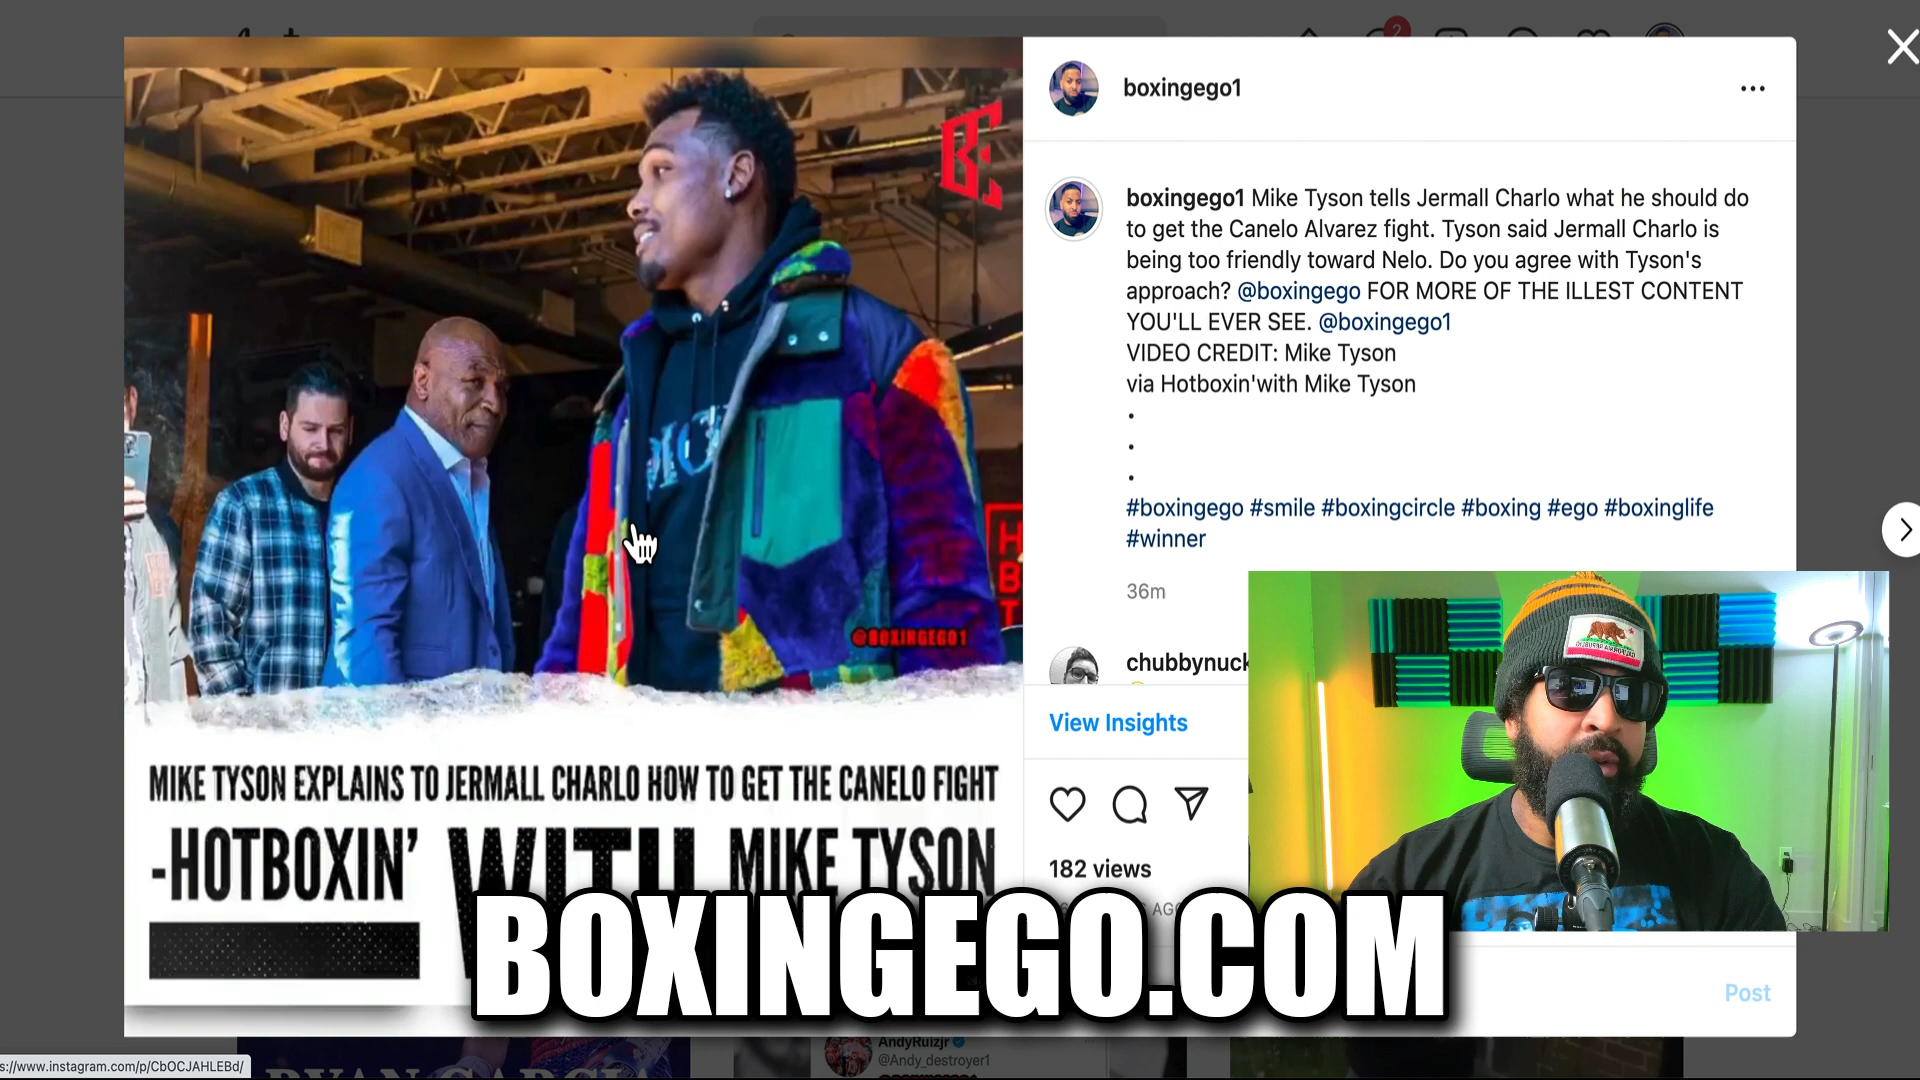 2
boxingego1
boxingego1 Mike Tyson tells Jermall Charlo what he should do
to get the Canelo Alvarez fight. Tyson said Jermall Charlo is
being too friendly toward Nelo. Do you agree with Tyson's
approach? @boxingego FOR MORE OF THE ILLEST CONTENT
YOU'LL EVER SEE. @boxingego1
VIDEO CREDIT: Mike Tyson
via Hotboxin'with Mike Tyson
.
.
.
#boxingego #smile #boxingcircle #boxing #ego #boxinglife
#winner
36m
chubbynuck
View Insights
182 views
Post
@BOXINGEGO1
MIKE TYSON EXPLAINS TO JERMALL CHARLO HOW TO GET THE CANELO FIGHT
-HOTBOXIN' WITH MIKE TYSON
BOXINGEGO.COM
AndyRuizjr
@Andy_destroyer1
s://www.instagram.com/p/CbOCJAHLEBd/